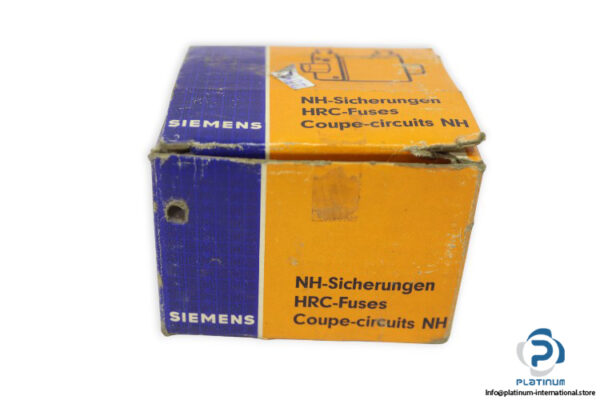 NH-Sicherungen
HRC-Fuses
Coupe-circuits NH
SIEMENS
NH-Sicherungen
HRC-Fuses
Coupe-circuits NH
SIEMENS
PLATINUM
Info@platinum-international.store